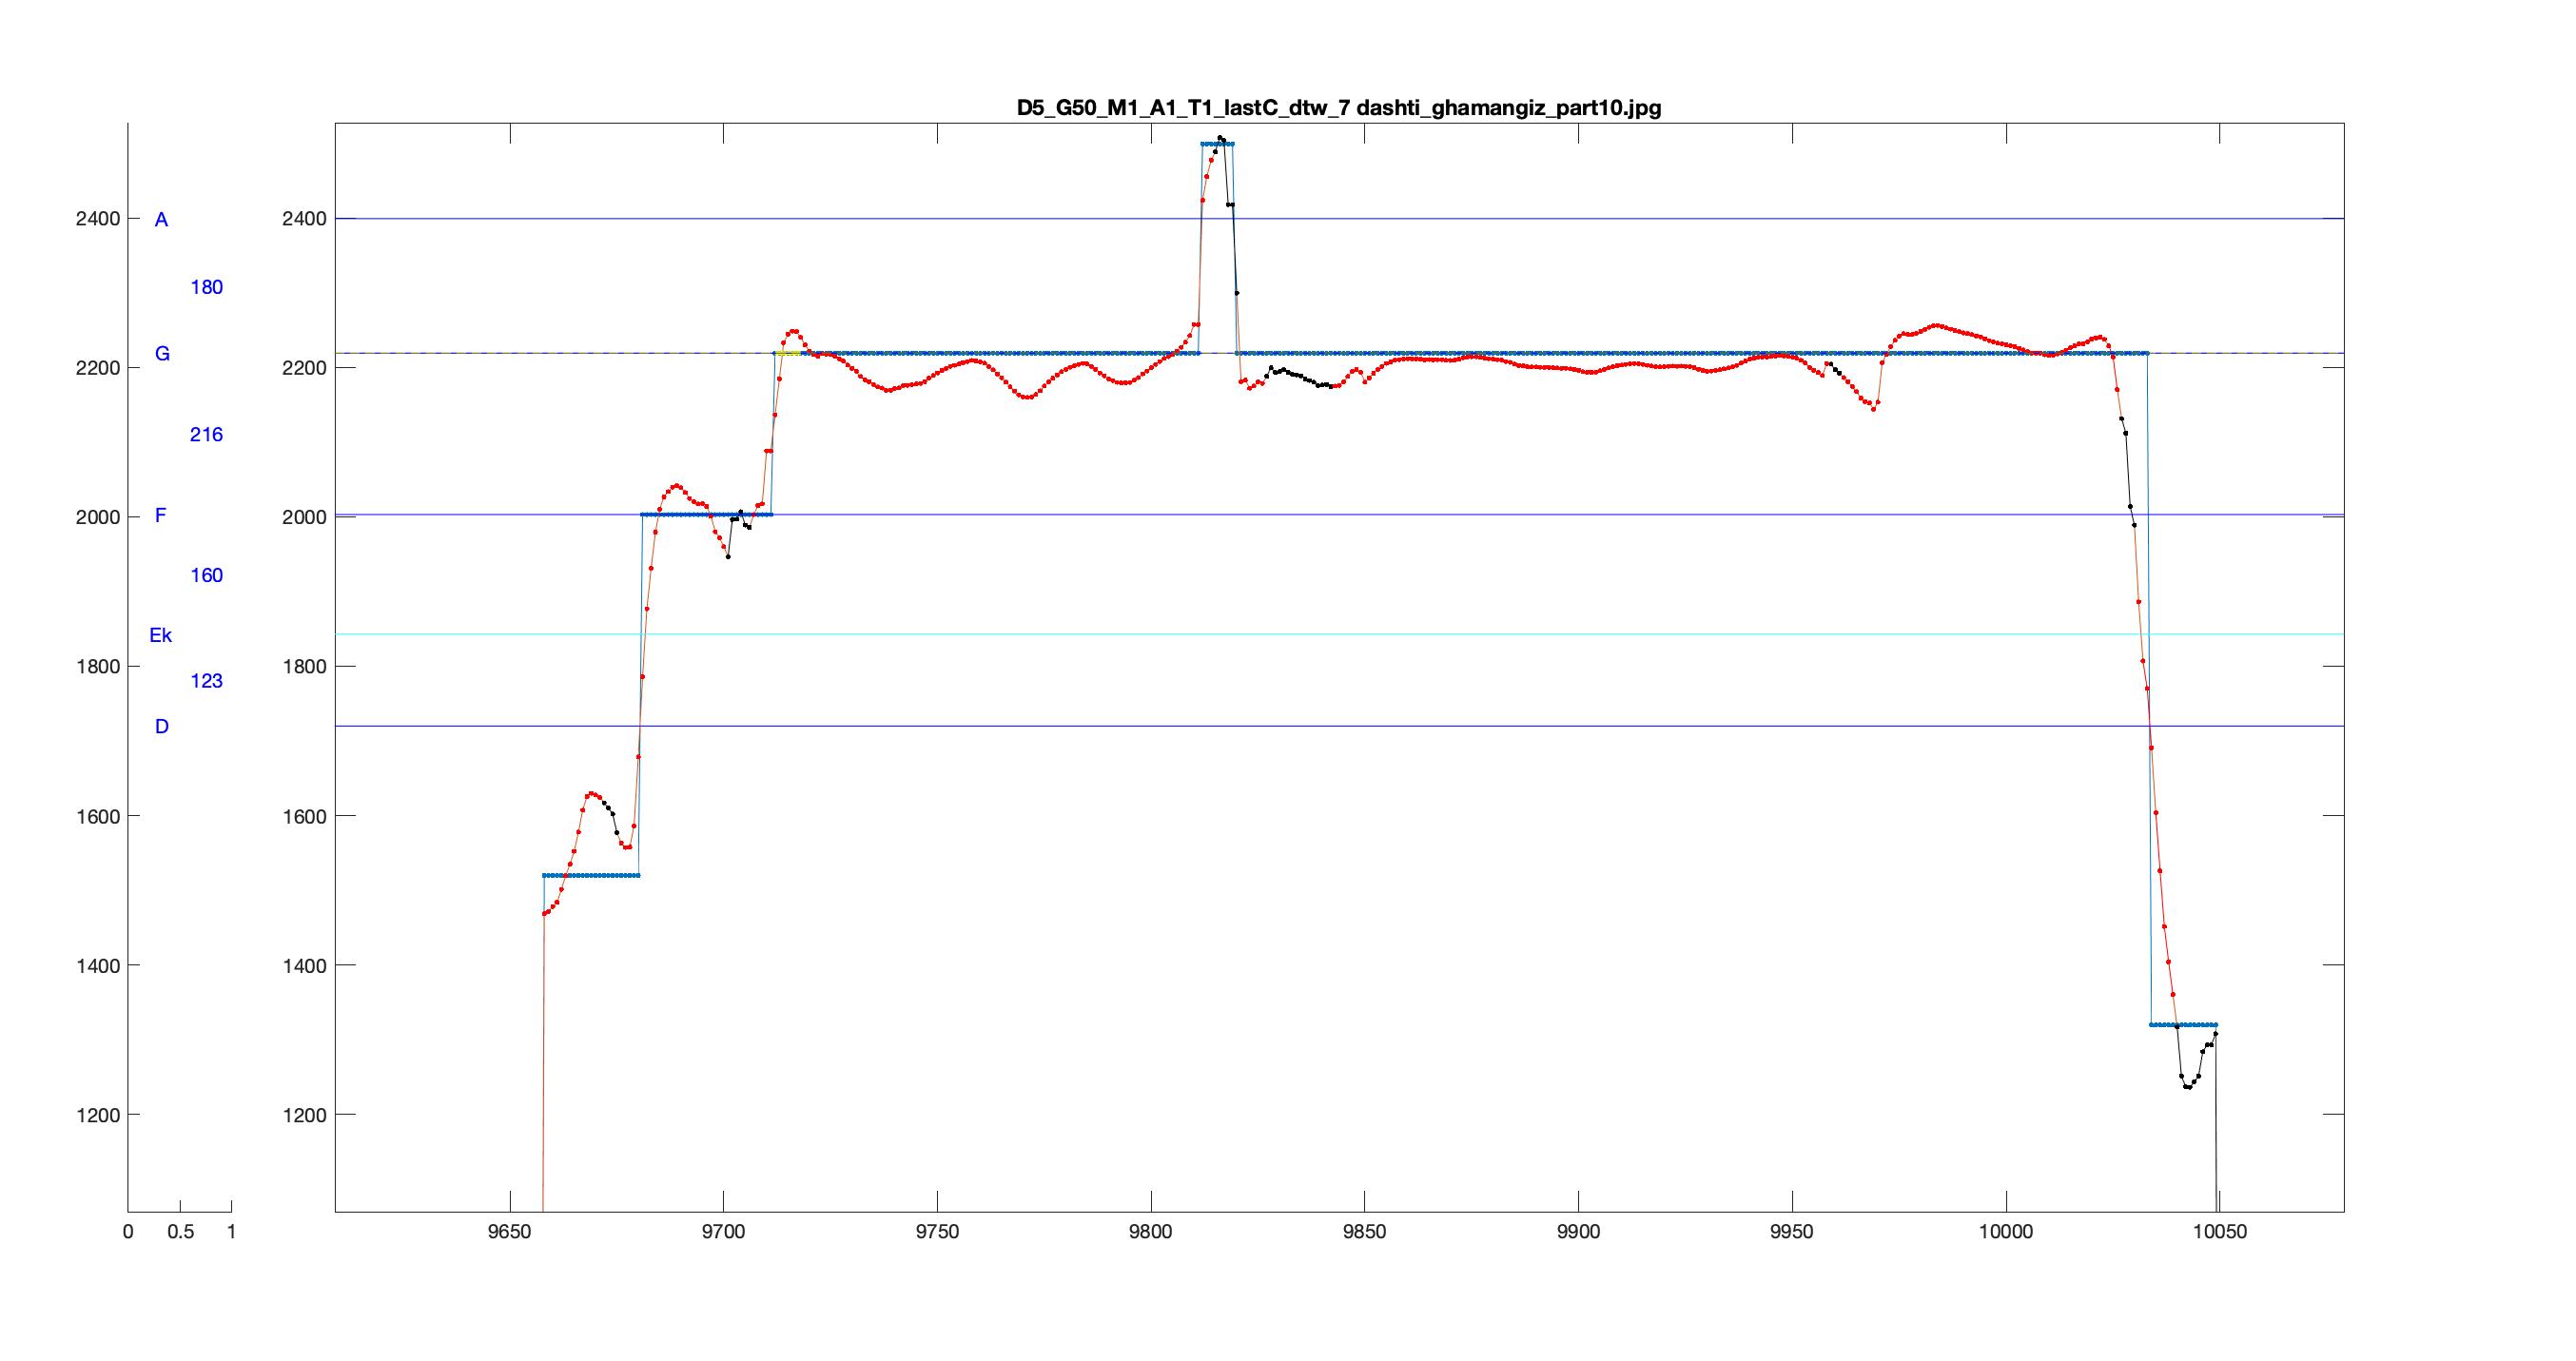 D5_G50_M1_A1_T1_lastC_dtw_7 dashti_ghamangiz_part10.jpg
2400 A 2400
180
G
2200 2200
216
2000 F 2000
160
Ek
1800 1800
123
D
1600 1600
1400 1400
1200 1200
0 0.5 1 9650 9700 9750 9800 9850 9900 9950 10000 10050